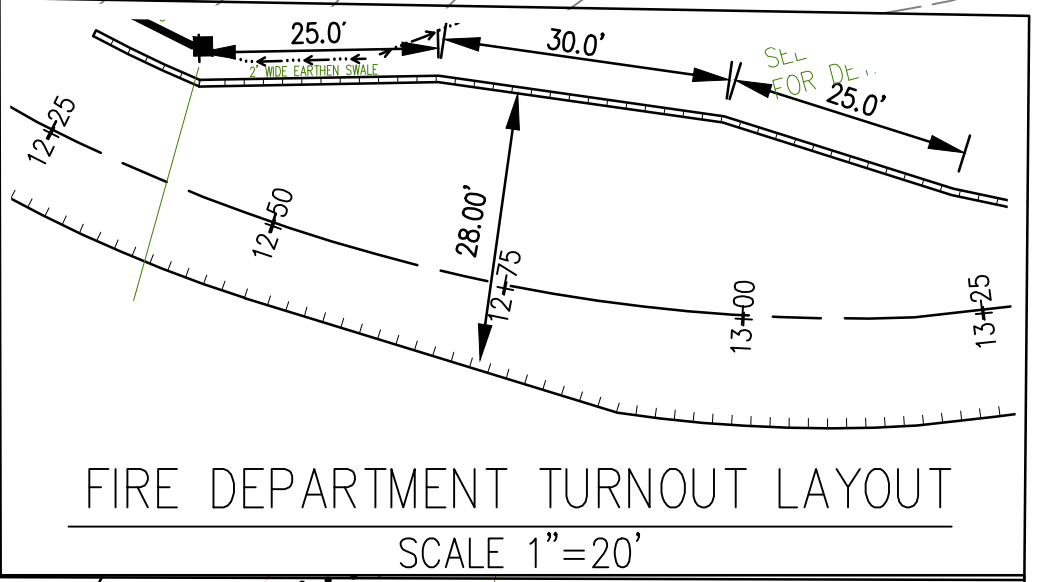 25.0'
30.0'
2' WIDE EARTHEN SWALE
FOR
25.0'
12+25
12+50
28.00'
12+75
13+00
13+25
FIRE DEPARTMENT TURNOUT LAYOUT
SCALE 1"=20'